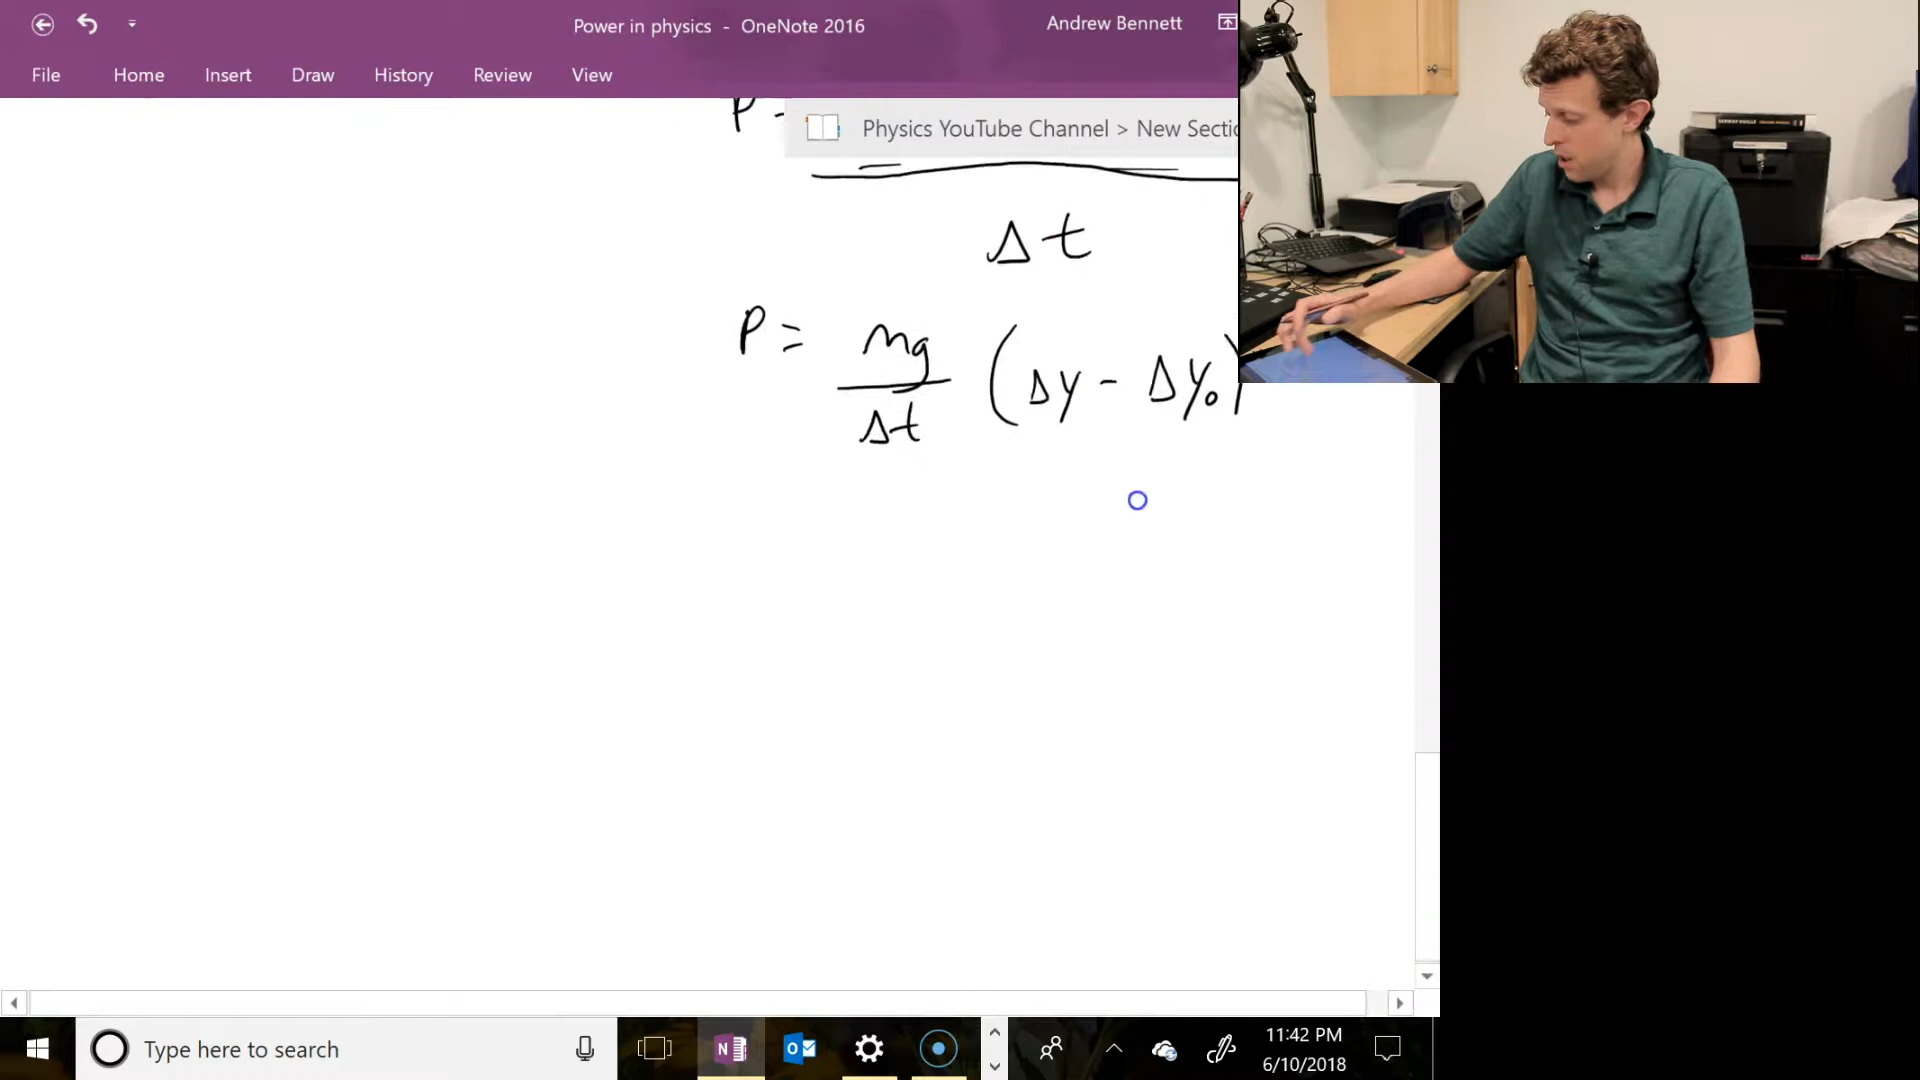 Power in physics - OneNote 2016
Andrew Bennett
File Home Insert Draw History Review View
P -
Physics YouTube Channel > New Secti
Δt
P = mg (Δy - Δy₀)
Δt
Type here to search
11:42 PM
6/10/2018